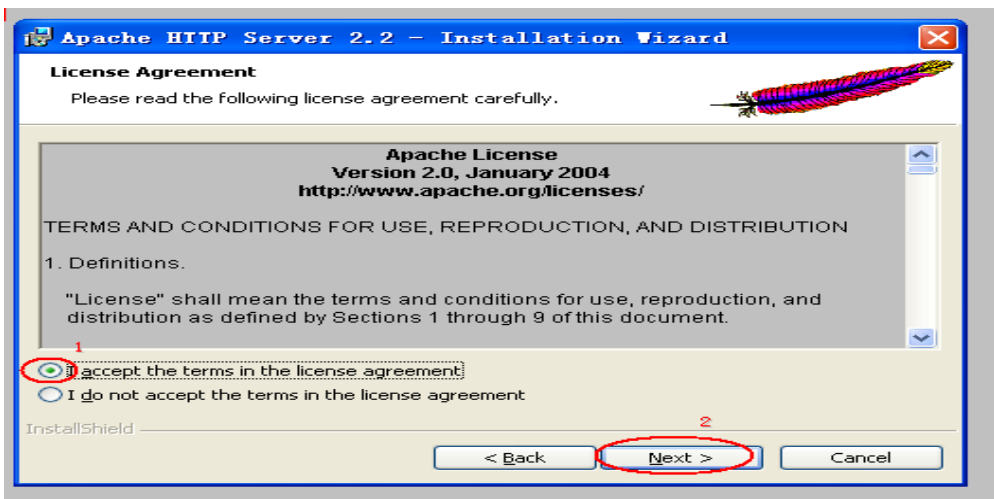 Apache HTTP Server 2.2 - Installation Wizard
License Agreement
Please read the following license agreement carefully.
Apache License
Version 2.0, January 2004
http://www.apache.org/licenses/
TERMS AND CONDITIONS FOR USE, REPRODUCTION, AND DISTRIBUTION
1. Definitions.
"License" shall mean the terms and conditions for use, reproduction, and
distribution as defined by Sections 1 through 9 of this document.
1
I accept the terms in the license agreement
I do not accept the terms in the license agreement
2
InstallShield
< Back Next > Cancel